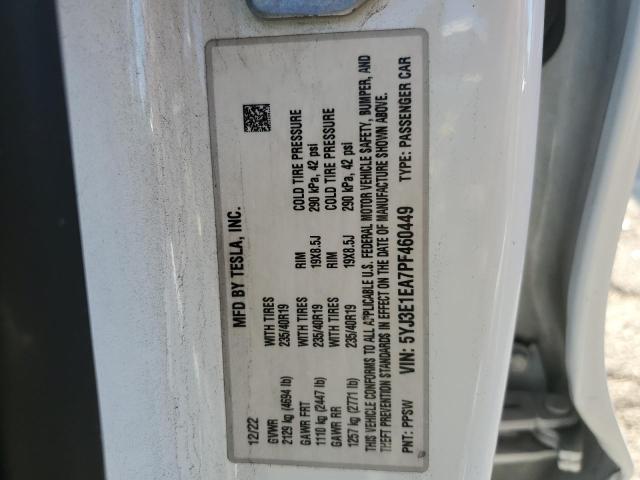 MFD BY TESLA, INC.
12/22
GVWR WITH TIRES
2129 kg (4694 lb) 235/40R19
GAWR FRT WITH TIRES RIM COLD TIRE PRESSURE
1110 kg (2447 lb) 235/40R19 19X8.5J 290 kPa, 42 psi
GAWR RR WITH TIRES RIM COLD TIRE PRESSURE
1257 kg (2771 lb) 235/40R19 19X8.5J 290 kPa, 42 psi
THIS VEHICLE CONFORMS TO ALL APPLICABLE U.S. FEDERAL MOTOR VEHICLE SAFETY, BUMPER, AND
THEFT PREVENTION STANDARDS IN EFFECT ON THE DATE OF MANUFACTURE SHOWN ABOVE.
VIN: 5YJ3E1EA7PF460449 TYPE: PASSENGER CAR
PNT: PPSW